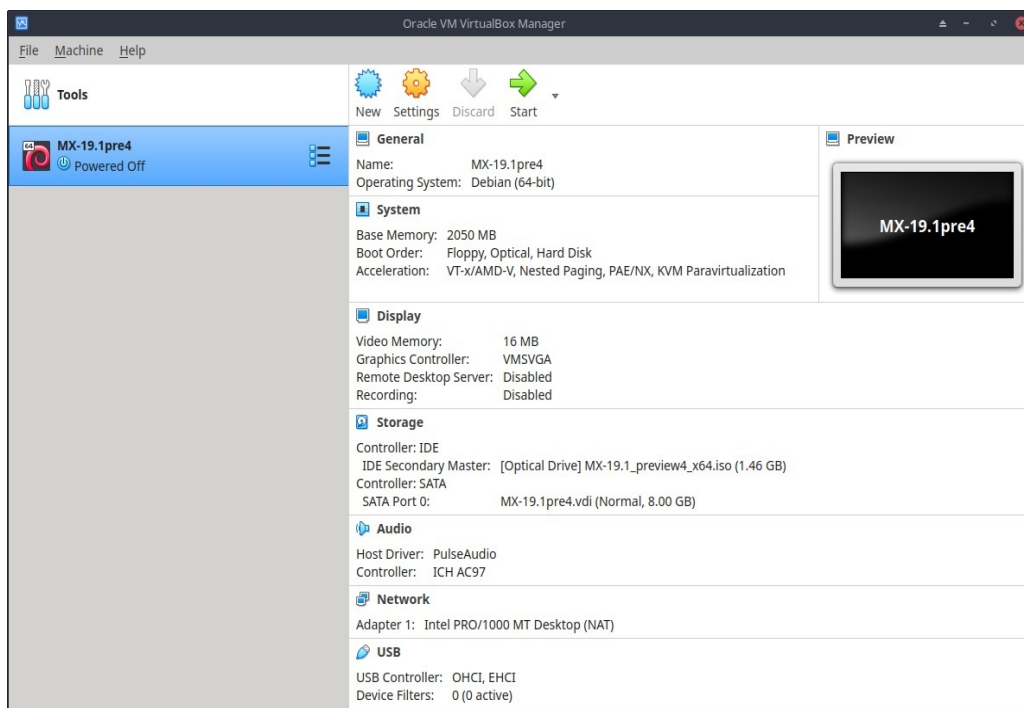 Oracle VM VirtualBox Manager
File Machine Help
Tools
New Settings Discard Start
64
MX-19.1pre4
Powered Off
General
Name: MX-19.1pre4
Operating System: Debian (64-bit)
Preview
MX-19.1pre4
System
Base Memory: 2050 MB
Boot Order: Floppy, Optical, Hard Disk
Acceleration: VT-x/AMD-V, Nested Paging, PAE/NX, KVM Paravirtualization
Display
Video Memory: 16 MB
Graphics Controller: VMSVGA
Remote Desktop Server: Disabled
Recording: Disabled
Storage
Controller: IDE
IDE Secondary Master: [Optical Drive] MX-19.1_preview4_x64.iso (1.46 GB)
Controller: SATA
SATA Port 0: MX-19.1pre4.vdi (Normal, 8.00 GB)
Audio
Host Driver: PulseAudio
Controller: ICH AC97
Network
Adapter 1: Intel PRO/1000 MT Desktop (NAT)
USB
USB Controller: OHCI, EHCI
Device Filters: 0 (0 active)